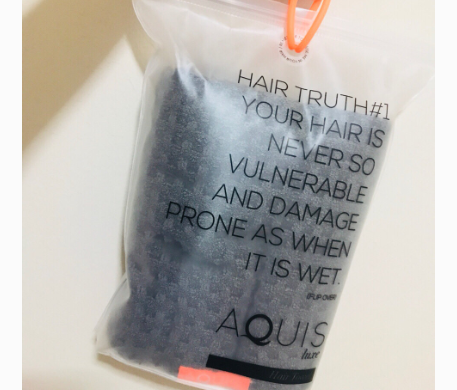 HAIR TRUTH#1
YOUR HAIR IS
NEVER SO
VULNERABLE
AND DAMAGE
PRONE AS WHEN
IT IS WET.
(FLIP OVER)
AQUIS
luxe